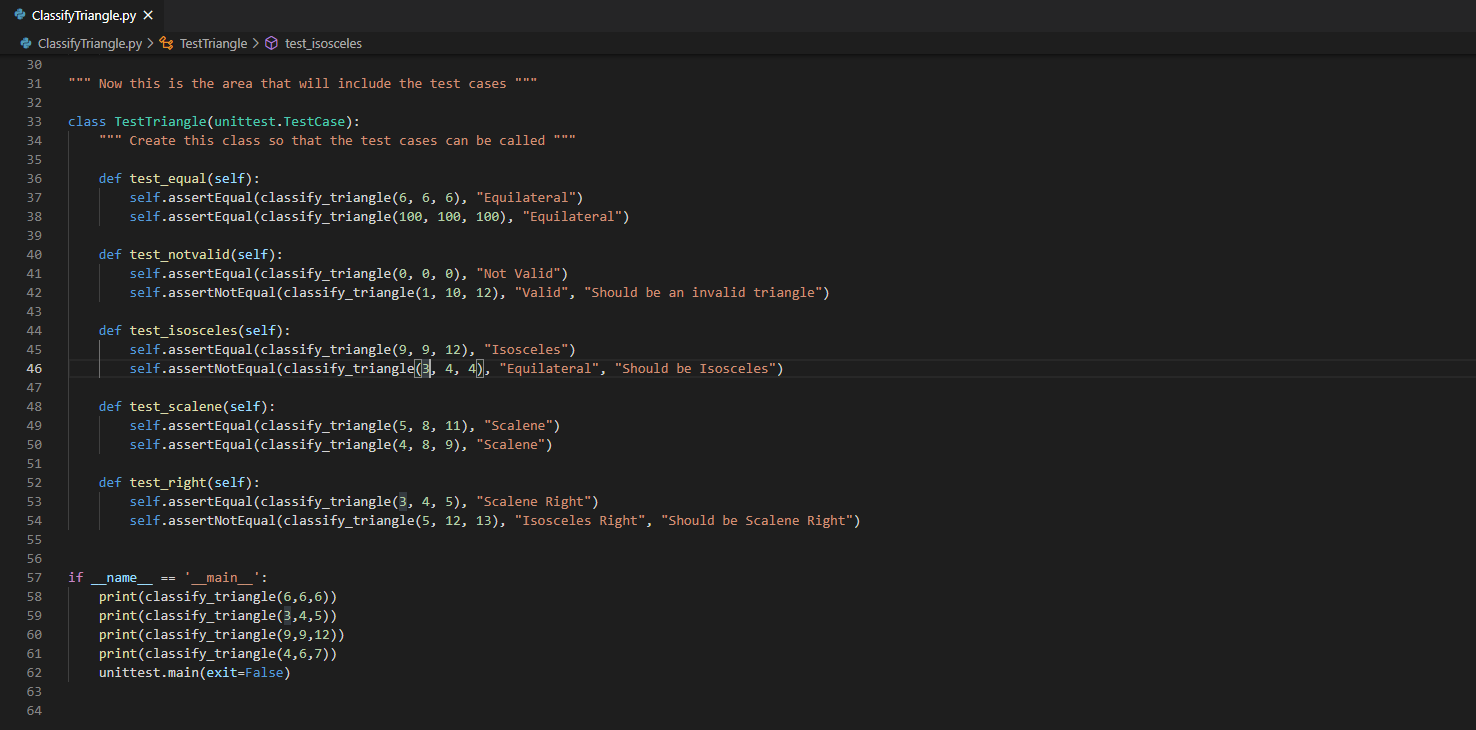 ClassifyTriangle.py ×
ClassifyTriangle.py > TestTriangle > test_isosceles
30
31 """ Now this is the area that will include the test cases """
32
33 class TestTriangle(unittest.TestCase):
34     """ Create this class so that the test cases can be called """
35
36     def test_equal(self):
37         self.assertEqual(classify_triangle(6, 6, 6), "Equilateral")
38         self.assertEqual(classify_triangle(100, 100, 100), "Equilateral")
39
40     def test_notvalid(self):
41         self.assertEqual(classify_triangle(0, 0, 0), "Not Valid")
42         self.assertNotEqual(classify_triangle(1, 10, 12), "Valid", "Should be an invalid triangle")
43
44     def test_isosceles(self):
45         self.assertEqual(classify_triangle(9, 9, 12), "Isosceles")
46         self.assertNotEqual(classify_triangle(3, 4, 4), "Equilateral", "Should be Isosceles")
47
48     def test_scalene(self):
49         self.assertEqual(classify_triangle(5, 8, 11), "Scalene")
50         self.assertEqual(classify_triangle(4, 8, 9), "Scalene")
51
52     def test_right(self):
53         self.assertEqual(classify_triangle(3, 4, 5), "Scalene Right")
54         self.assertNotEqual(classify_triangle(5, 12, 13), "Isosceles Right", "Should be Scalene Right")
55
56
57 if __name__ == '__main__':
58     print(classify_triangle(6,6,6))
59     print(classify_triangle(3,4,5))
60     print(classify_triangle(9,9,12))
61     print(classify_triangle(4,6,7))
62     unittest.main(exit=False)
63
64